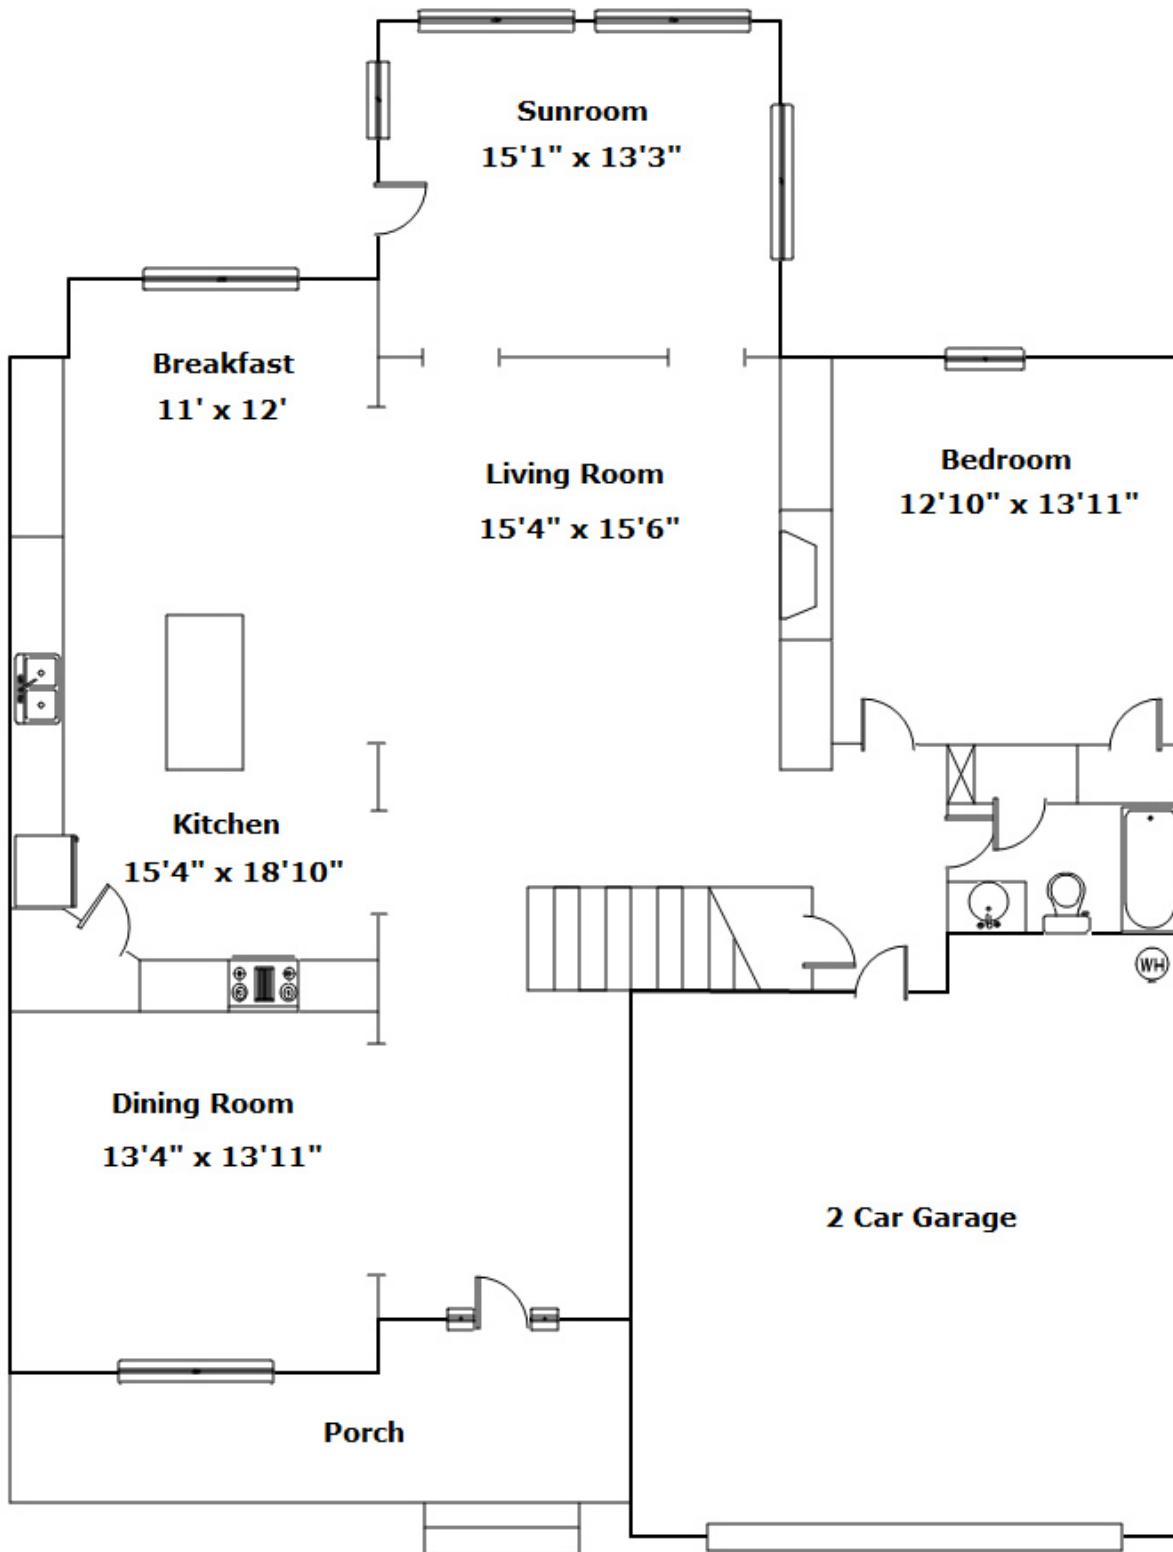 Sunroom
15'1" x 13'3"
Breakfast
11' x 12'
Living Room
15'4" x 15'6"
Bedroom
12'10" x 13'11"
Kitchen
15'4" x 18'10"
WH
Dining Room
13'4" x 13'11"
2 Car Garage
Porch